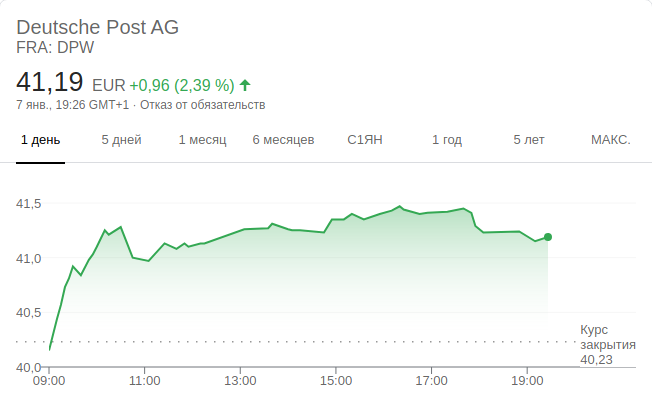 Deutsche Post AG
FRA: DPW
41,19 EUR +0,96 (2,39 %)
7 янв., 19:26 GMT+1 · Отказ от обязательств
1 день 5 дней 1 месяц 6 месяцев С1ЯН 1 год 5 лет МАКС.
41,5
41,0
40,5
Курс
закрытия
40,23
40,0
09:00 11:00 13:00 15:00 17:00 19:00